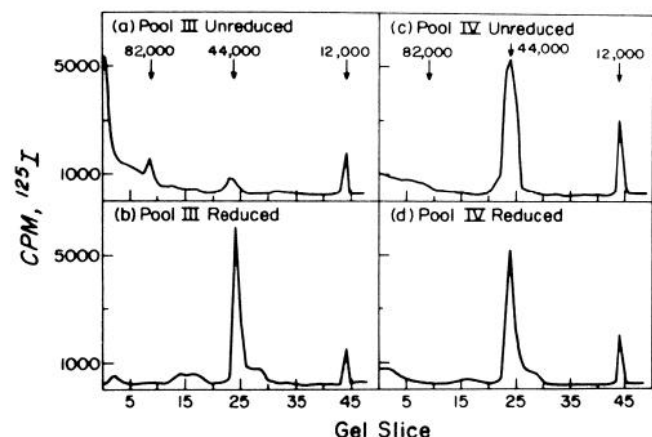 (a) Pool III Unreduced
82,000 44,000 12,000
(c) Pool IV Unreduced
82,000 44,000 12,000
5000
1000
(b) Pool III Reduced
(d) Pool IV Reduced
5000
1000
CPM, 125I
5 15 25 35 45 5 15 25 35 45
Gel Slice